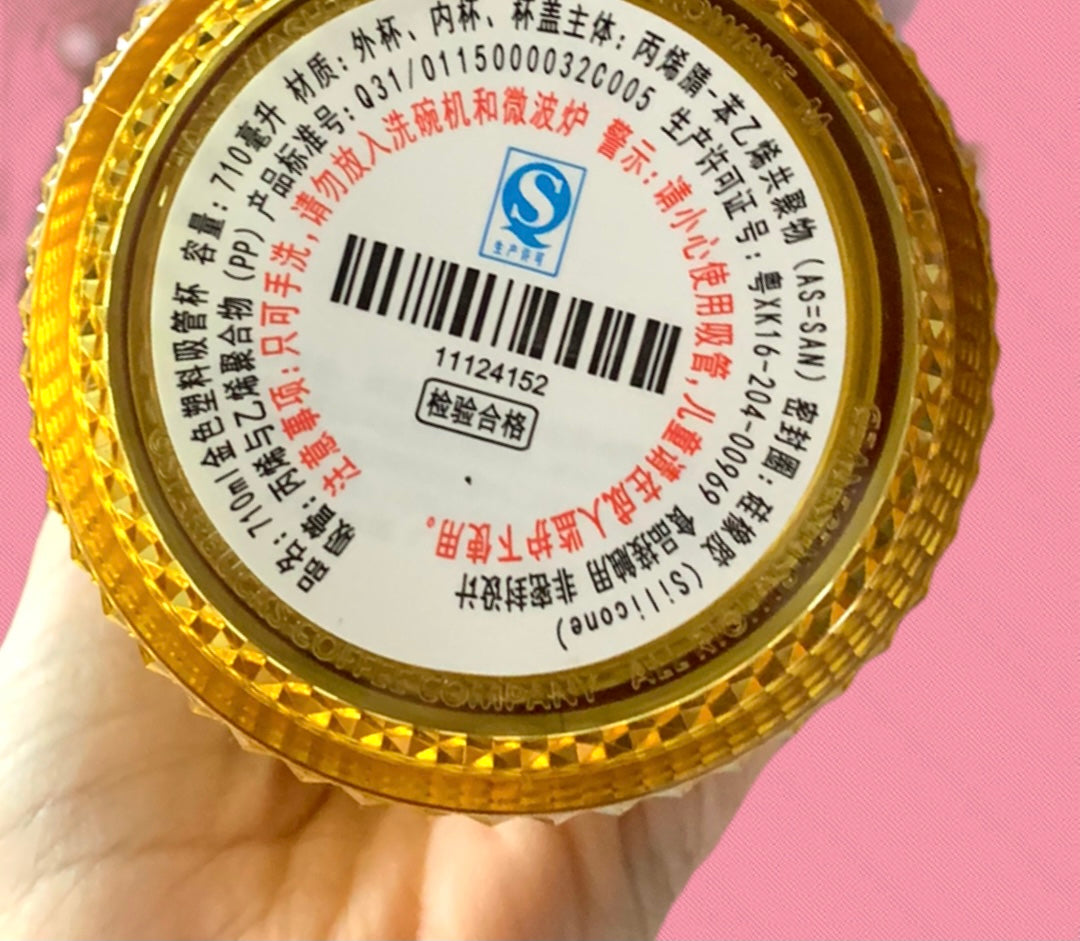 品名：710ml金色塑料吸管杯 容量：710毫升 材质：外杯、内杯、杯盖主体：丙烯腈-苯乙烯共聚物（AS=SAN）密封圈：硅橡胶（Silicone）
吸管：丙烯与乙烯聚合物（PP）产品标准号：Q31/0115000032C005 生产许可证号：粤XK16-204-00969 食品接触用 非密封设计
注意事项：只可手洗，请勿放入洗碗机和微波炉 警示：请小心使用吸管，儿童请在成人监护下使用。
生产许可
11124152
检验合格